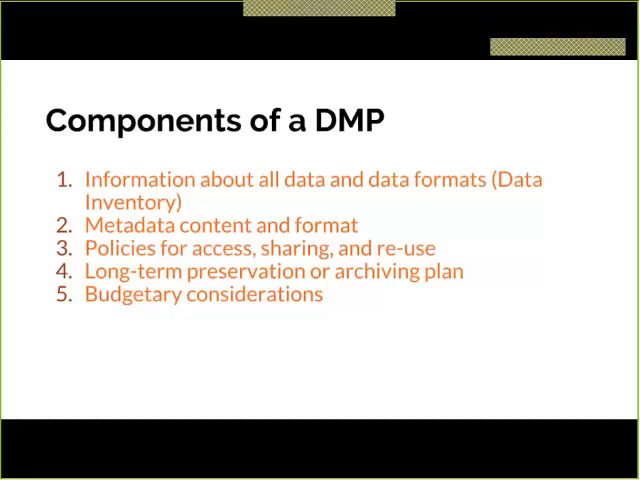 Components of a DMP
1. Information about all data and data formats (Data
Inventory)
2. Metadata content and format
3. Policies for access, sharing, and re-use
4. Long-term preservation or archiving plan
5. Budgetary considerations